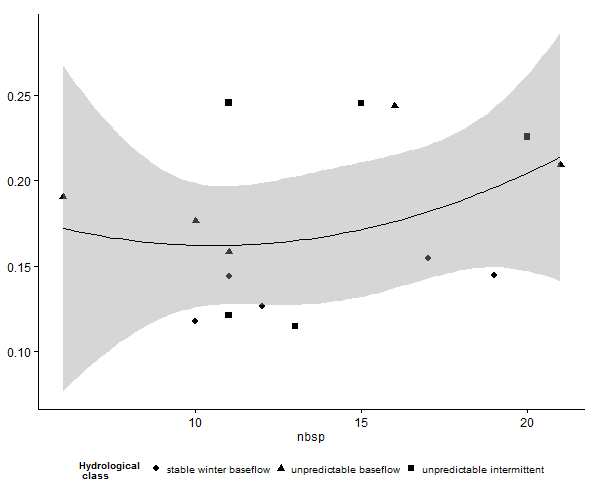 0.25
0.20
0.15
0.10
10 15 20
nbsp
Hydrological class stable winter baseflow unpredictable baseflow unpredictable intermittent